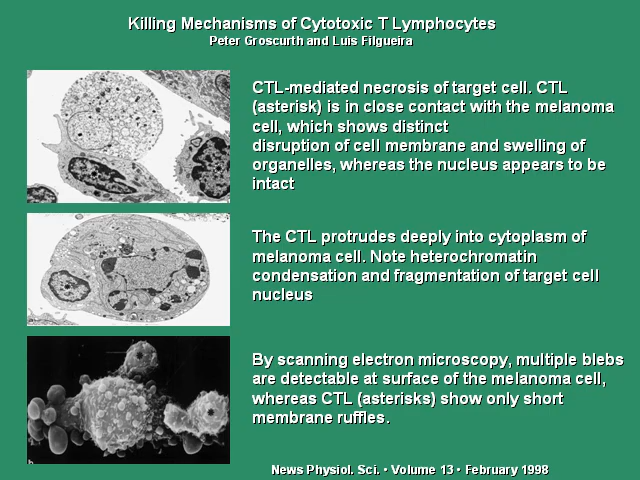 Killing Mechanisms of Cytotoxic T Lymphocytes
Peter Groscurth and Luis Filgueira
CTL-mediated necrosis of target cell. CTL
(asterisk) is in close contact with the melanoma
cell, which shows distinct
disruption of cell membrane and swelling of
organelles, whereas the nucleus appears to be
intact
The CTL protrudes deeply into cytoplasm of
melanoma cell. Note heterochromatin
condensation and fragmentation of target cell
nucleus
By scanning electron microscopy, multiple blebs
are detectable at surface of the melanoma cell,
whereas CTL (asterisks) show only short
membrane ruffles.
News Physiol. Sci. • Volume 13 • February 1998